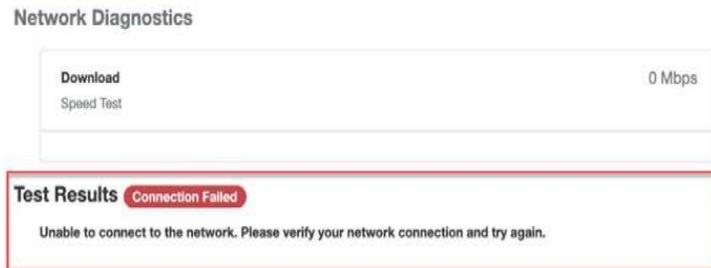 Network Diagnostics
Download 0 Mbps
Speed Test
Test Results Connection Failed
Unable to connect to the network. Please verify your network connection and try again.